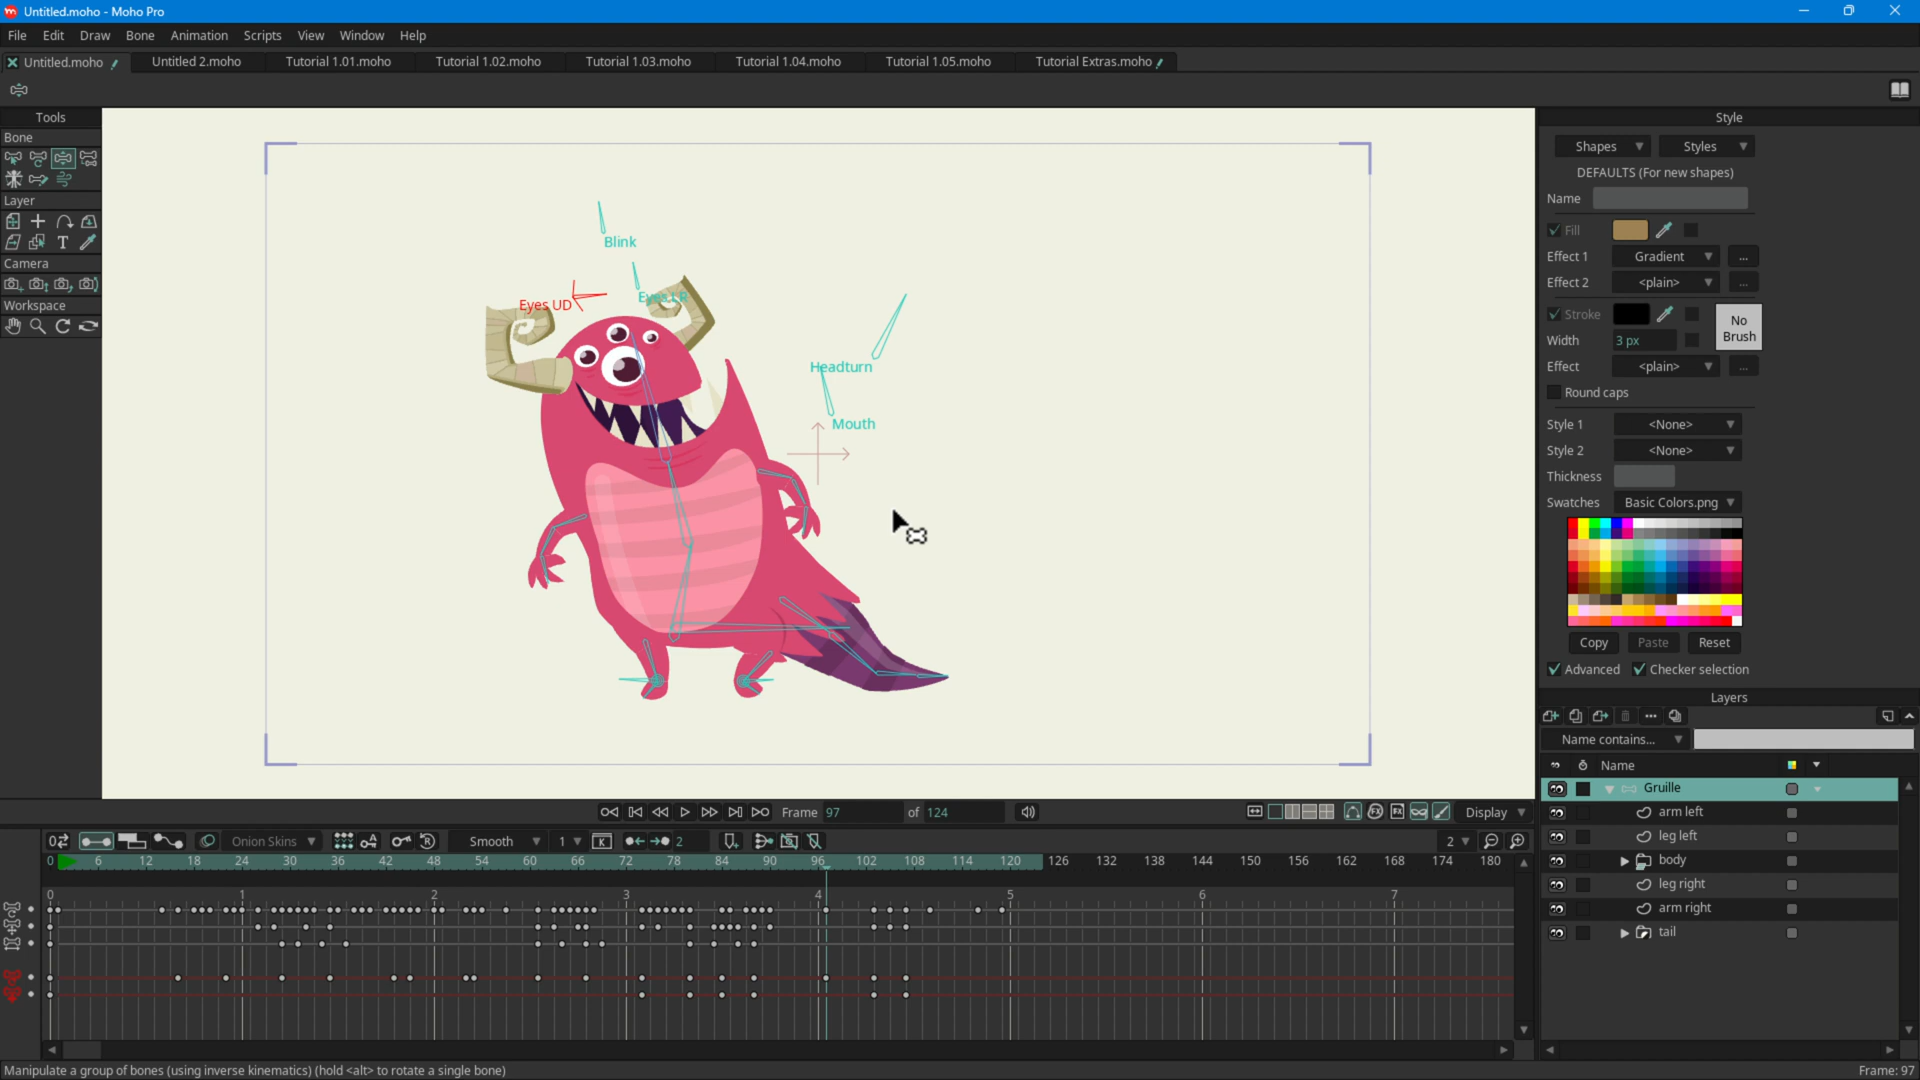 Untitled.moho - Moho Pro
File Edit Draw Bone Animation Scripts View Window Help
Untitled.moho Untitled 2.moho Tutorial 1.01.moho Tutorial 1.02.moho Tutorial 1.03.moho Tutorial 1.04.moho Tutorial 1.05.moho Tutorial Extras.moho
Tools
Bone
Layer
T
Camera
Workspace
Blink
Eyes UD
Eyes LR
Headturn
Mouth
Style
Shapes Styles
DEFAULTS (For new shapes)
Name
Fill
Effect 1 Gradient ...
Effect 2 <plain> ...
Stroke
No Brush
Width 3 px
Effect <plain> ...
Round caps
Style 1 <None>
Style 2 <None>
Thickness
Swatches Basic Colors.png
Copy Paste Reset
Advanced Checker selection
Layers
Name contains...
Name
Gruille
arm left
leg left
body
leg right
arm right
tail
Frame 97 of 124
Display
Onion Skins Smooth 1 K 2 2
0 6 12 18 24 30 36 42 48 54 60 66 72 78 84 90 96 102 108 114 120 126 132 138 144 150 156 162 168 174 180
0 1 2 3 4 5 6 7
Manipulate a group of bones (using inverse kinematics) (hold <alt> to rotate a single bone)
Frame: 97